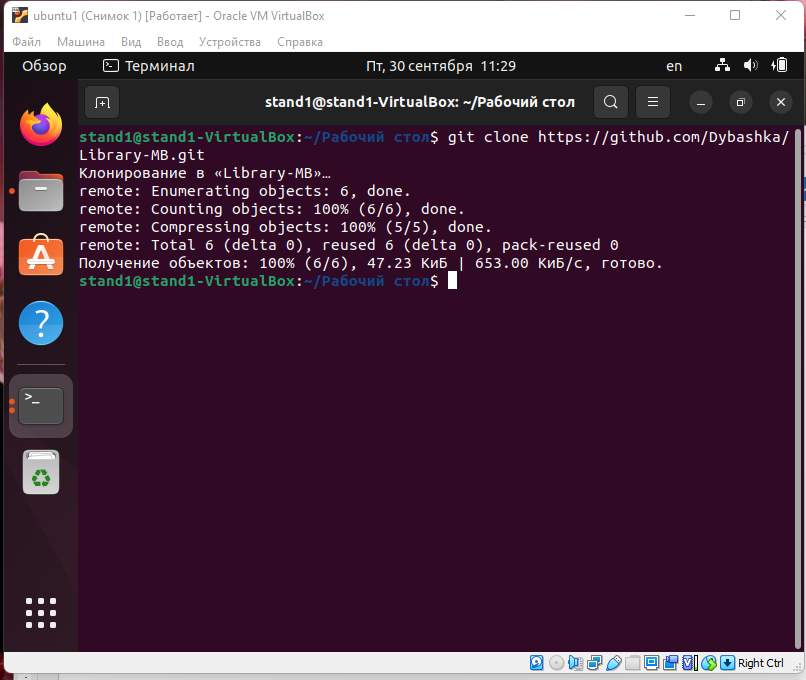 ubuntu1 (Снимок 1) [Работает] - Oracle VM VirtualBox
Файл Машина Вид Ввод Устройства Справка
Обзор Терминал Пт, 30 сентября 11:29 en
stand1@stand1-VirtualBox: ~/Рабочий стол
stand1@stand1-VirtualBox:~/Рабочий стол$ git clone https://github.com/Dybashka/
Library-MB.git
Клонирование в «Library-MB»…
remote: Enumerating objects: 6, done.
remote: Counting objects: 100% (6/6), done.
remote: Compressing objects: 100% (5/5), done.
remote: Total 6 (delta 0), reused 6 (delta 0), pack-reused 0
Получение объектов: 100% (6/6), 47.23 КиБ | 653.00 КиБ/с, готово.
stand1@stand1-VirtualBox:~/Рабочий стол$
Right Ctrl